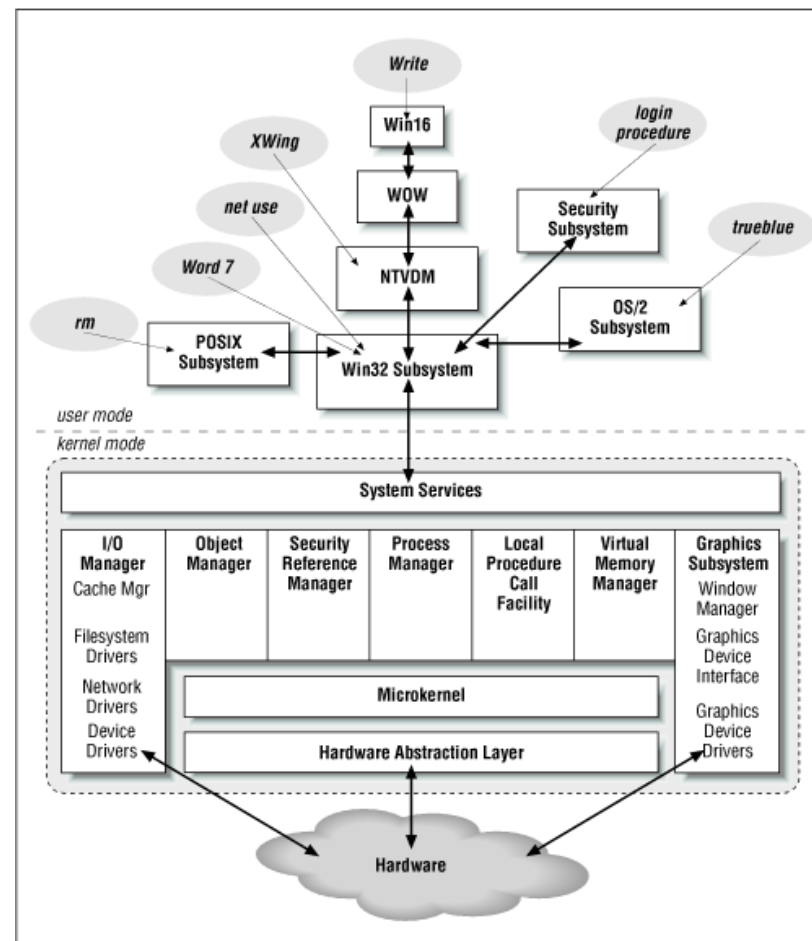 Write
Win16
login
procedure
XWing
WOW
net use
Security
Subsystem
trueblue
Word 7
NTVDM
OS/2
Subsystem
rm
POSIX
Subsystem
Win32 Subsystem
user mode
kernel mode
System Services
I/O
Manager
Cache Mgr
Filesystem
Drivers
Network
Drivers
Device
Drivers
Object
Manager
Security
Reference
Manager
Process
Manager
Local
Procedure
Call
Facility
Virtual
Memory
Manager
Graphics
Subsystem
Window
Manager
Graphics
Device
Interface
Graphics
Device
Drivers
Microkernel
Hardware Abstraction Layer
Hardware